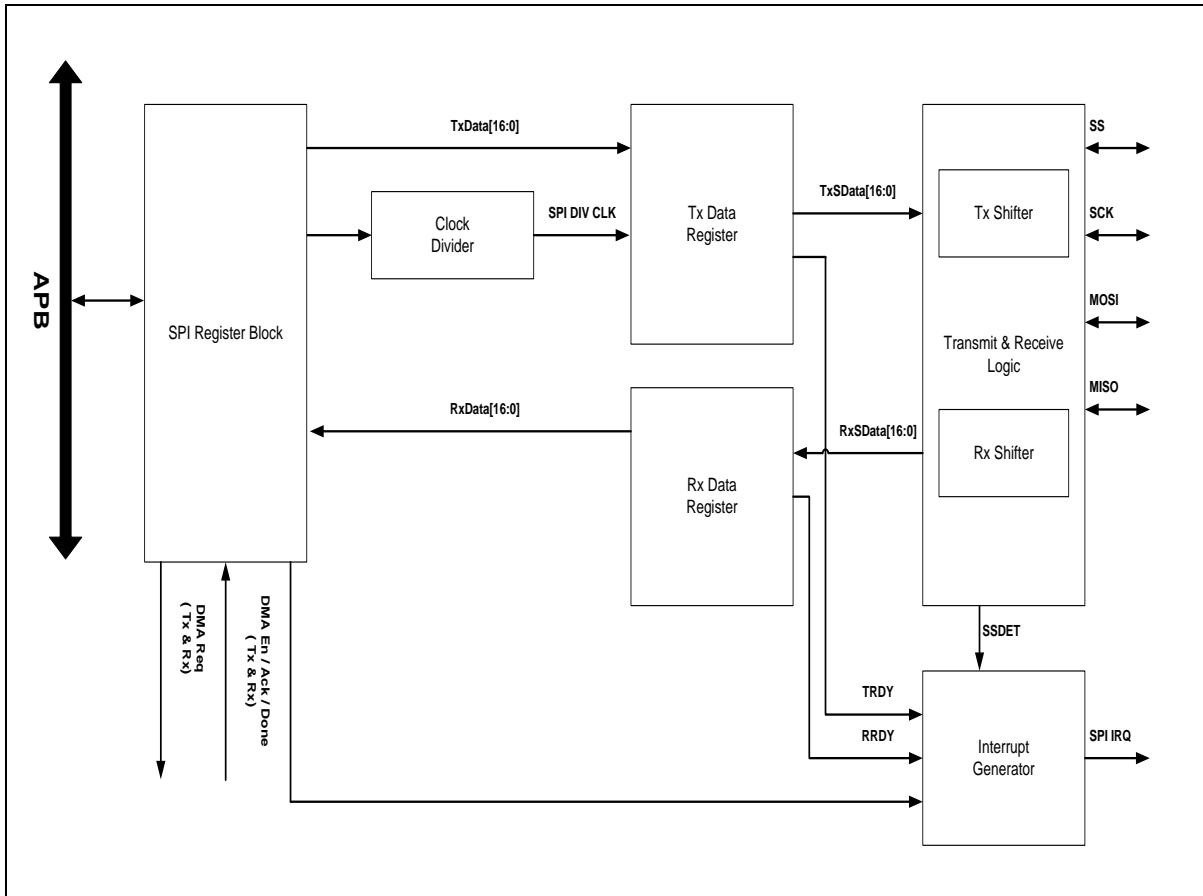 APB
SPI Register Block
TxData[16:0]
Clock
Divider
SPI DIV CLK
Tx Data
Register
TxSData[16:0]
Tx Shifter
Transmit & Receive
Logic
Rx Shifter
SS
SCK
MOSI
MISO
RxData[16:0]
Rx Data
Register
RxSData[16:0]
DMA Req
( Tx & Rx)
DMA En / Ack / Done
( Tx & Rx)
SSDET
TRDY
RRDY
Interrupt
Generator
SPI IRQ